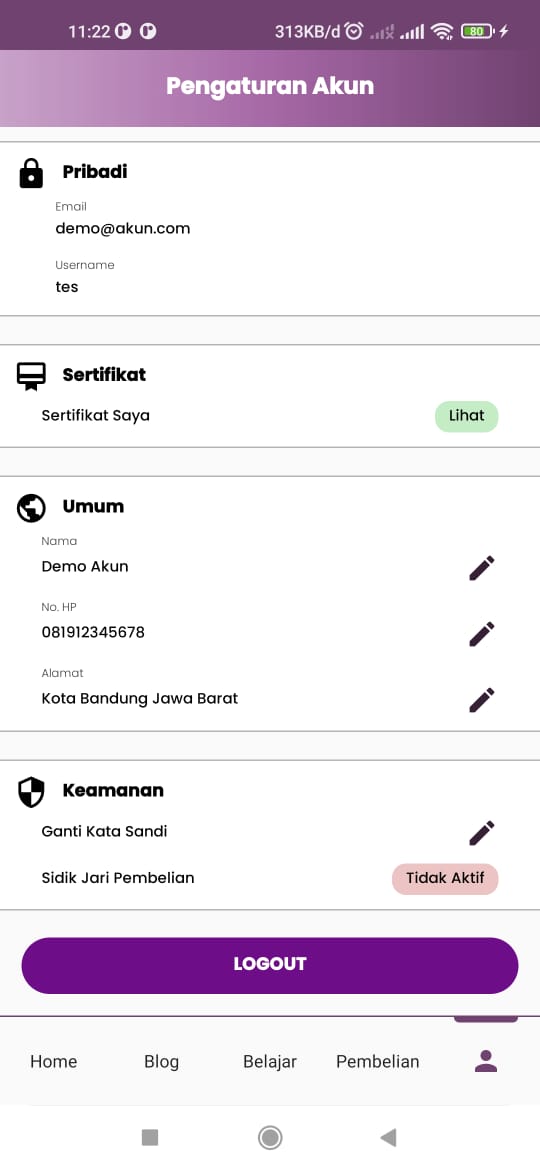 11:22 313KB/d 80
Pengaturan Akun
Pribadi
Email
demo@akun.com
Username
tes
Sertifikat
Sertifikat Saya Lihat
Umum
Nama
Demo Akun
No. HP
081912345678
Alamat
Kota Bandung Jawa Barat
Keamanan
Ganti Kata Sandi
Sidik Jari Pembelian Tidak Aktif
LOGOUT
Home Blog Belajar Pembelian